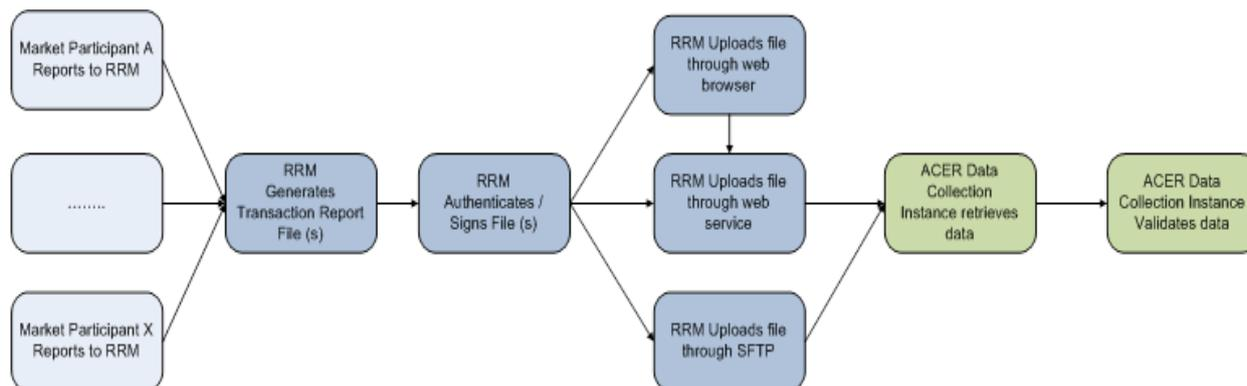 Market Participant A
Reports to RRM
........
Market Participant X
Reports to RRM
RRM
Generates
Transaction Report
File (s)
RRM
Authenticates /
Signs File (s)
RRM Uploads file
through web
browser
RRM Uploads file
through web
service
RRM Uploads file
through SFTP
ACER Data
Collection
Instance retrieves
data
ACER Data
Collection Instance
Validates data